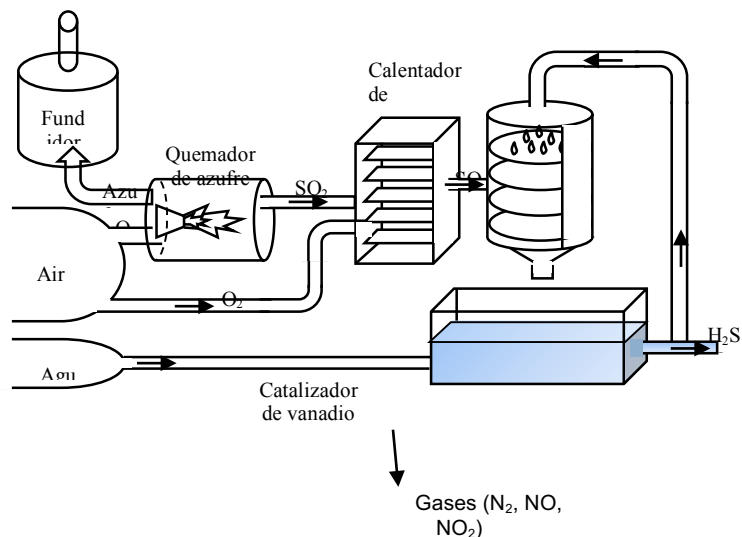 Calentador
de
Fund
idor
Quemador
de azufre
Azu
SO₂
SO
O
Air
O₂
H₂S
Agu
Catalizador
de vanadio
Gases (N₂, NO,
NO₂)